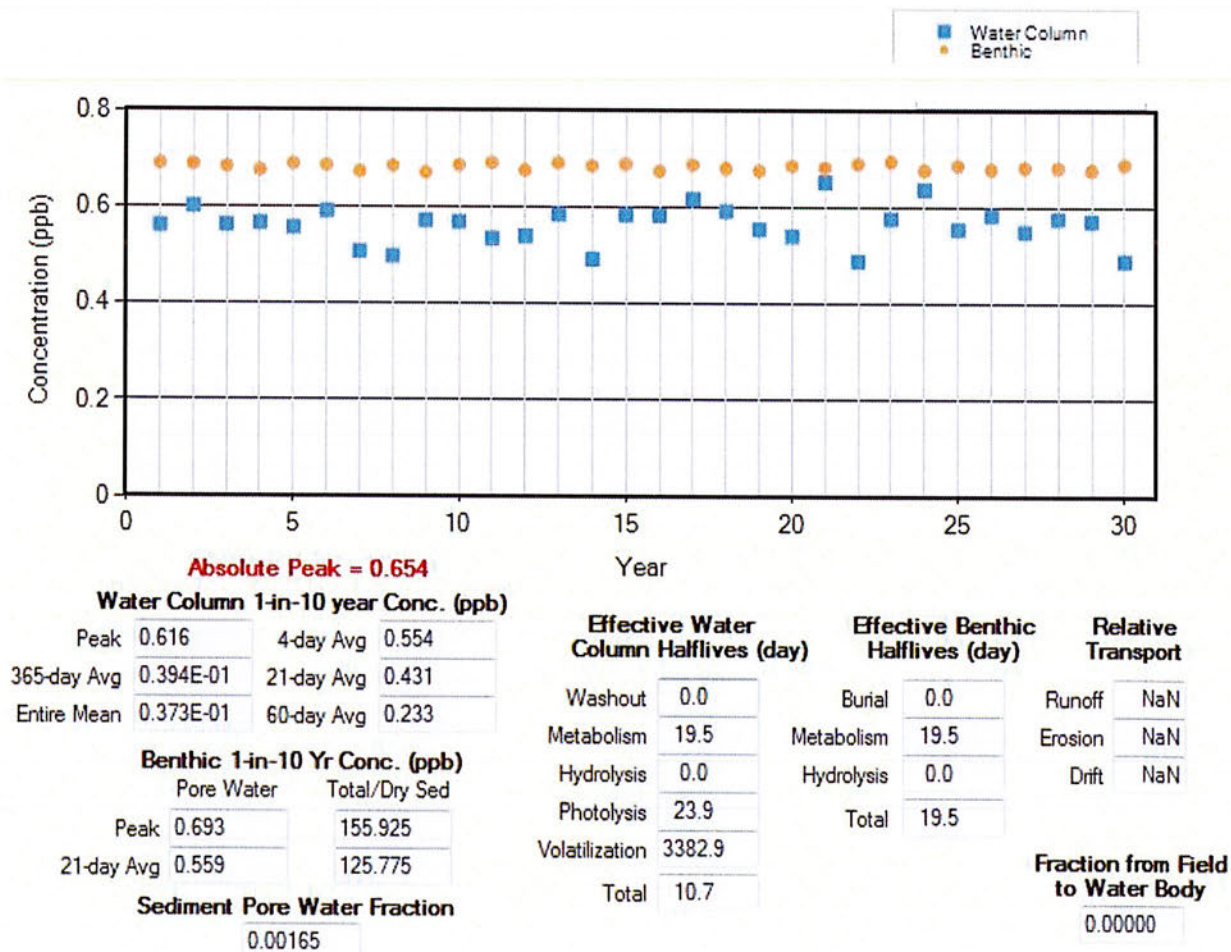 Water Column
Benthic
Concentration (ppb)
0.8
0.6
0.4
0.2
0
0 5 10 15 20 25 30
Year
Absolute Peak = 0.654
Water Column 1-in-10 year Conc. (ppb)
Peak 0.616 4-day Avg 0.554
365-day Avg 0.394E-01 21-day Avg 0.431
Entire Mean 0.373E-01 60-day Avg 0.233
Benthic 1-in-10 Yr Conc. (ppb)
Pore Water Total/Dry Sed
Peak 0.693 155.925
21-day Avg 0.559 125.775
Sediment Pore Water Fraction
0.00165
Effective Water
Column Halflives (day)
Washout 0.0
Metabolism 19.5
Hydrolysis 0.0
Photolysis 23.9
Volatilization 3382.9
Total 10.7
Effective Benthic
Halflives (day)
Burial 0.0
Metabolism 19.5
Hydrolysis 0.0
Total 19.5
Relative
Transport
Runoff NaN
Erosion NaN
Drift NaN
Fraction from Field
to Water Body
0.00000